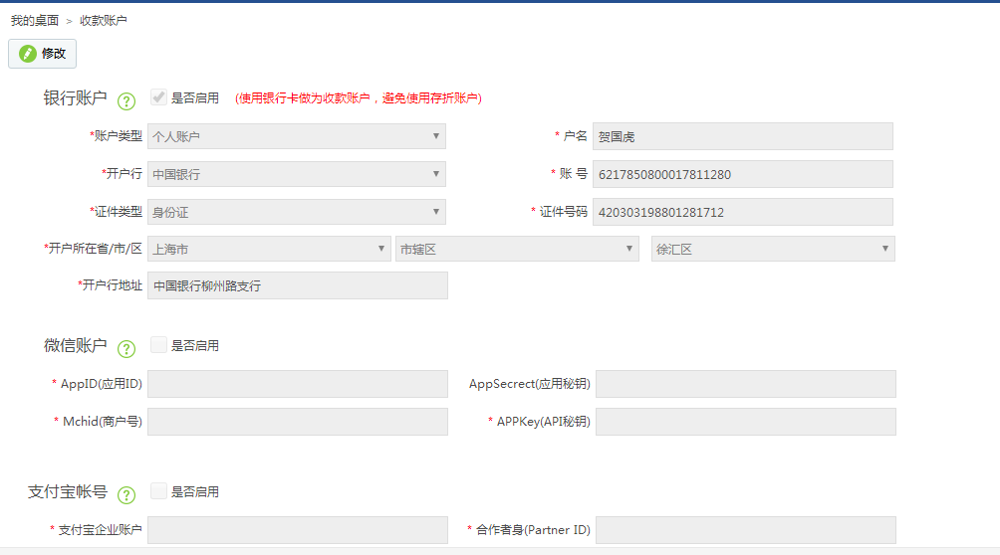 我的桌面 > 收款账户
修改
银行账户 ? 是否启用 (使用银行卡做为收款账户，避免使用存折账户)
*账户类型 个人账户 * 户名 贺国虎
*开户行 中国银行 * 账 号 6217850800017811280
*证件类型 身份证 * 证件号码 420303198801281712
*开户所在省/市/区 上海市 市辖区 徐汇区
*开户行地址 中国银行柳州路支行
微信账户 ? 是否启用
* AppID(应用ID) AppSecrect(应用秘钥)
* Mchid(商户号) * APPKey(API秘钥)
支付宝帐号 ? 是否启用
* 支付宝企业账户 * 合作者身(Partner ID)